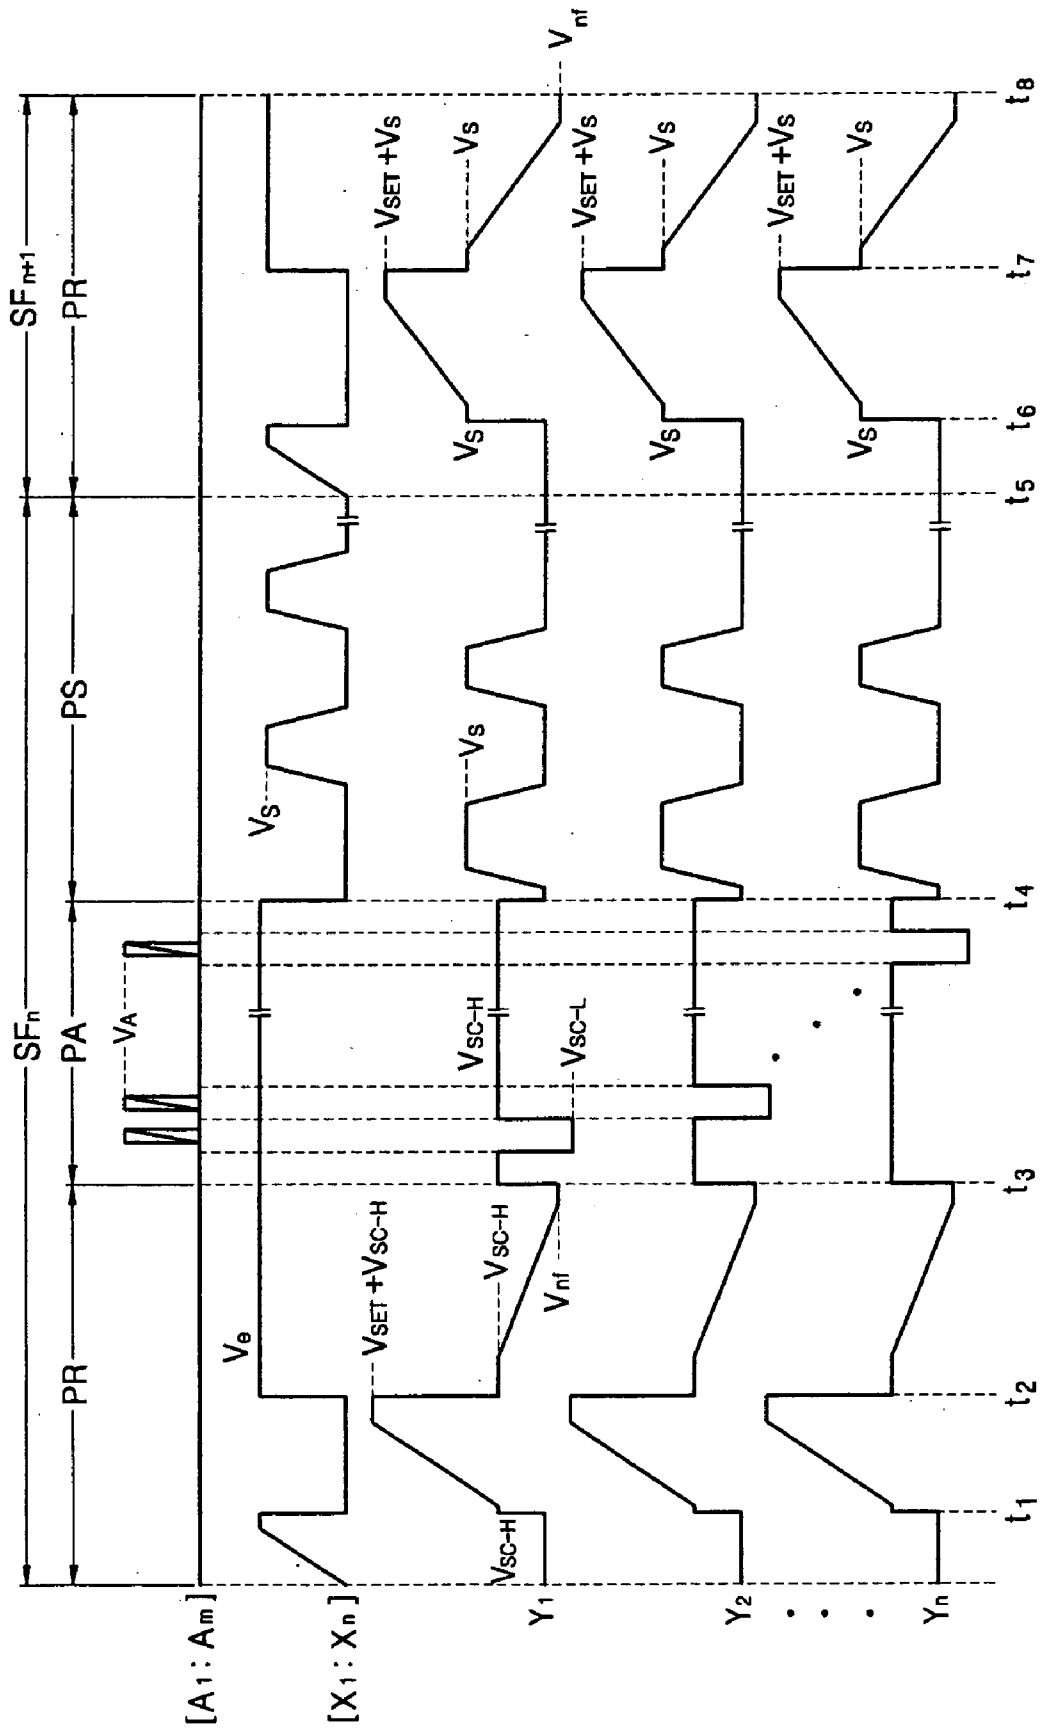 SFn SFn+1
PR PA PS PR
[A1:Am] VA
[X1:Xn] Ve VS
Y1 VSC-H VSET+VSC-H VSC-H Vnf VSC-H VSC-L VS VS VSET+VS VS Vnf
Y2 VS VSET+VS VS
Yn VS VSET+VS VS
t1 t2 t3 t4 t5 t6 t7 t8